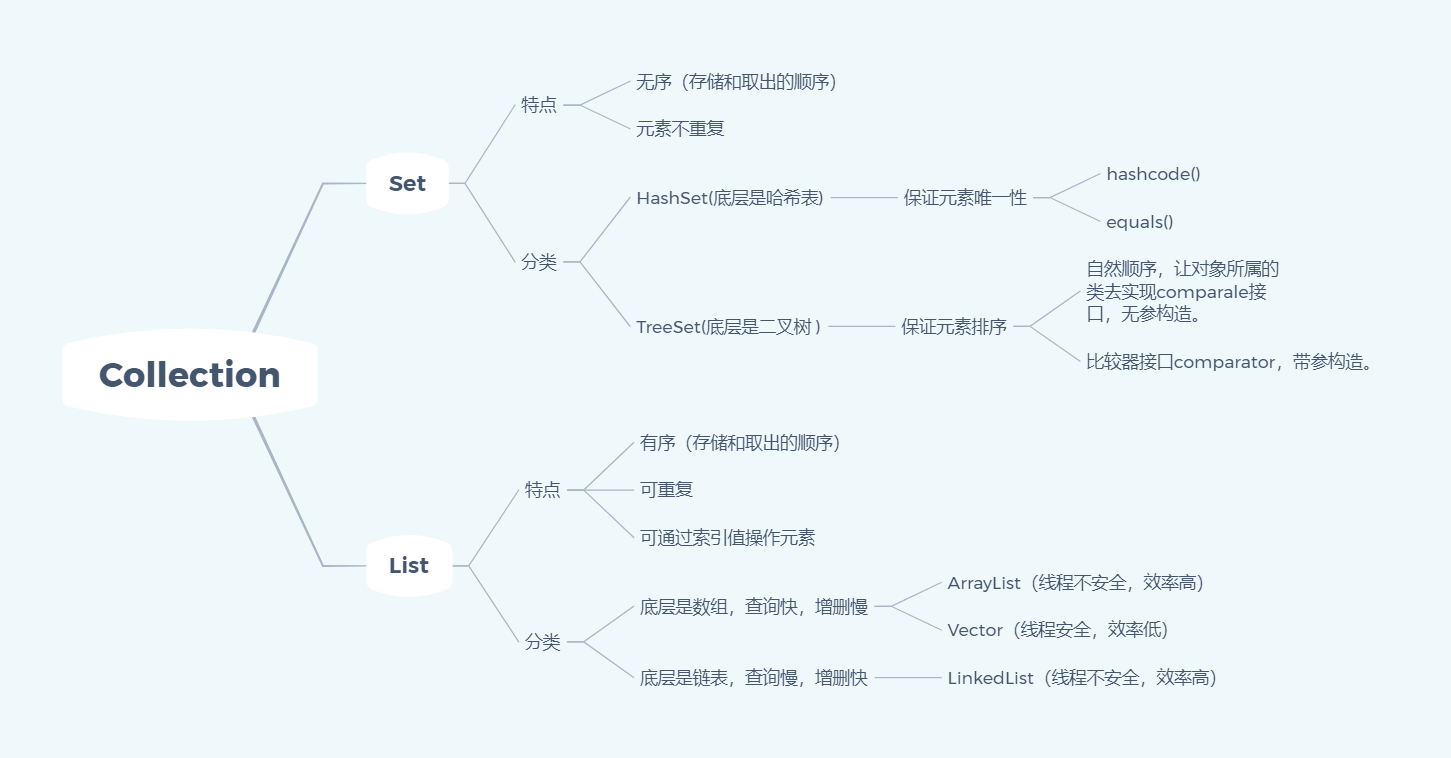 Collection
Set
特点
无序（存储和取出的顺序）
元素不重复
分类
HashSet(底层是哈希表)
保证元素唯一性
hashcode()
equals()
TreeSet(底层是二叉树 )
保证元素排序
自然顺序，让对象所属的
类去实现comparale接
口，无参构造。
比较器接口comparator，带参构造。
List
特点
有序（存储和取出的顺序）
可重复
可通过索引值操作元素
分类
底层是数组，查询快，增删慢
ArrayList（线程不安全，效率高）
Vector（线程安全，效率低）
底层是链表，查询慢，增删快
LinkedList（线程不安全，效率高）